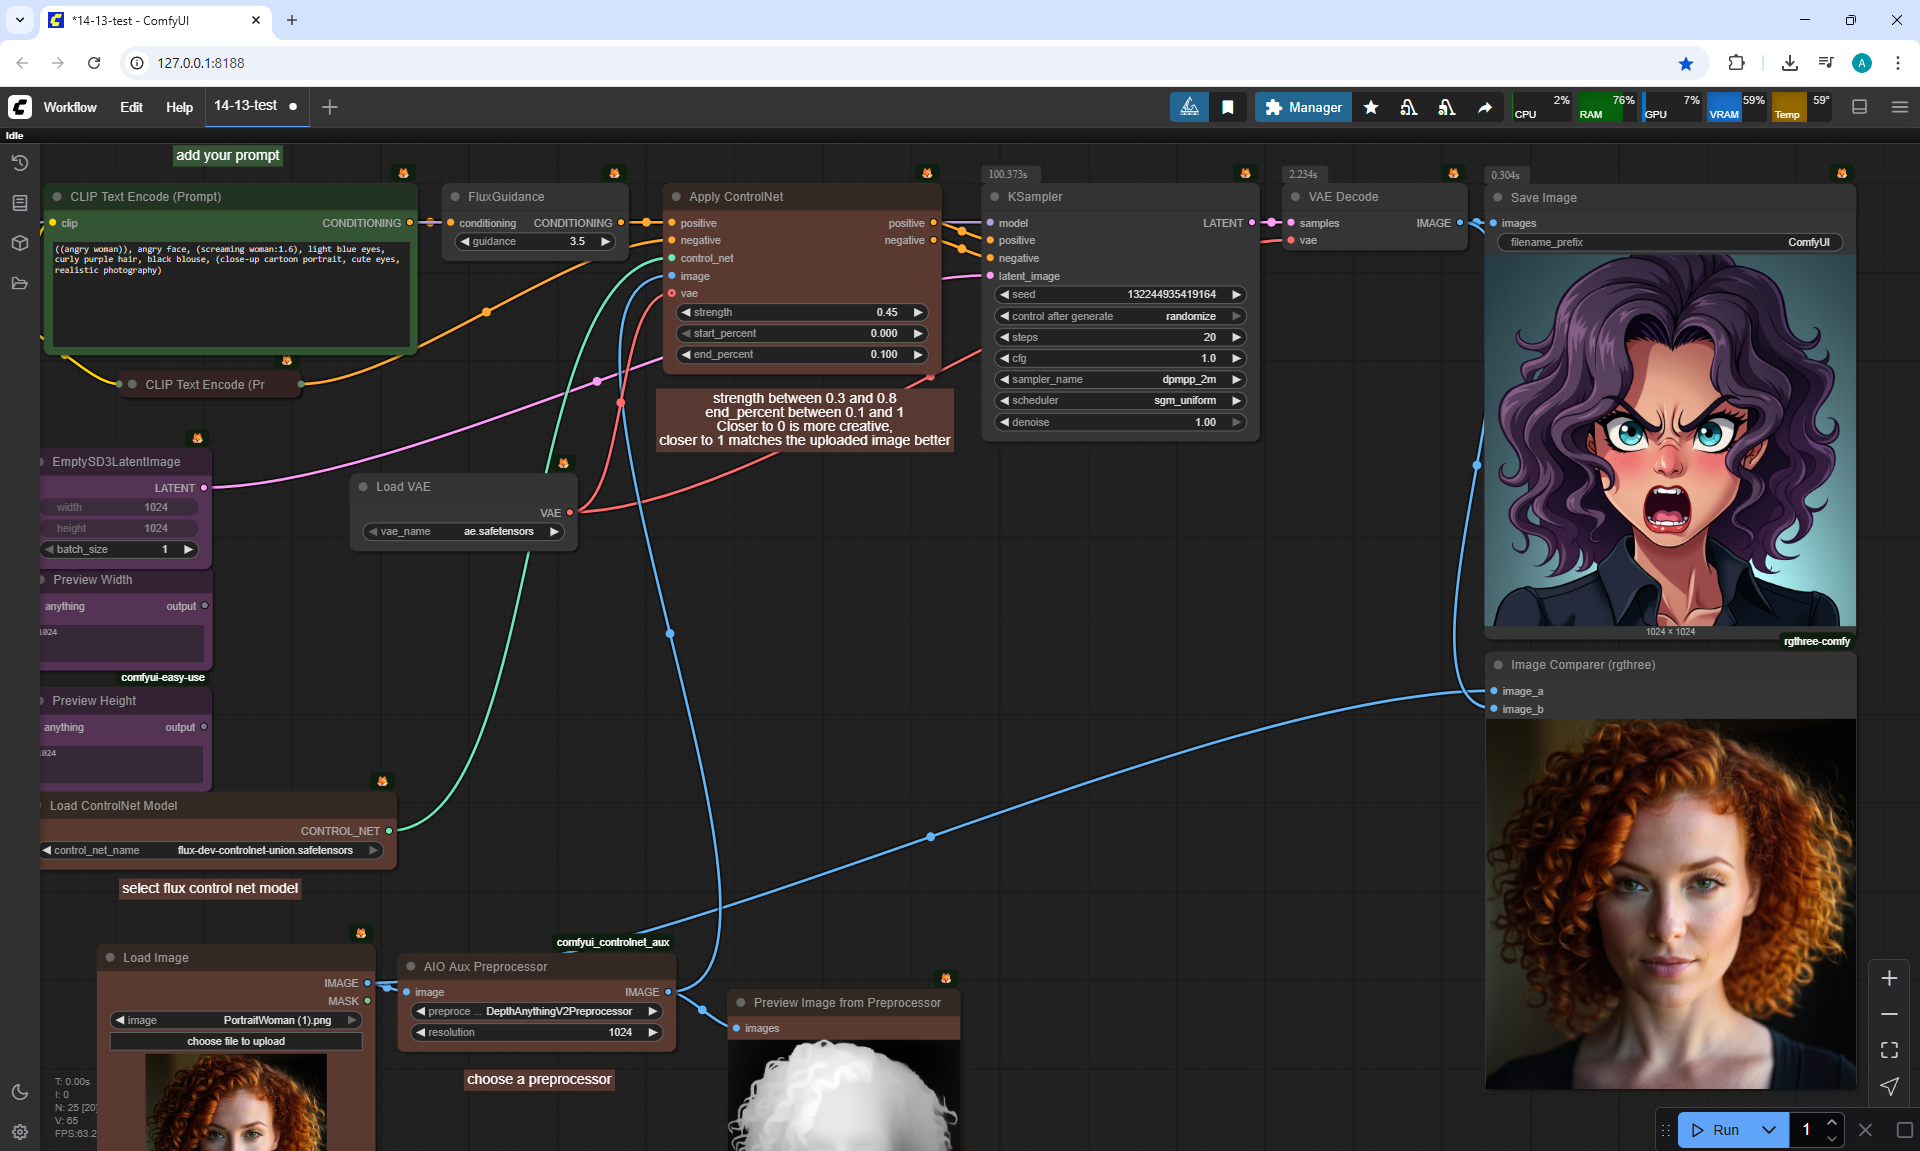 *14-13-test - ComfyUI
127.0.0.1:8188
A
Workflow
Edit
Help
14-13-test
Manager
2%
CPU
76%
RAM
7%
GPU
59%
VRAM
59°
Temp
Idle
add your prompt
CLIP Text Encode (Prompt)
clip
CONDITIONING
((angry woman)), angry face, (screaming woman:1.6), light blue eyes,
curly purple hair, black blouse, (close-up cartoon portrait, cute eyes,
realistic photography)
FluxGuidance
conditioning
CONDITIONING
guidance
3.5
Apply ControlNet
positive
positive
negative
negative
control_net
image
vae
strength
0.45
start_percent
0.000
end_percent
0.100
strength between 0.3 and 0.8
end_percent between 0.1 and 1
Closer to 0 is more creative,
closer to 1 matches the uploaded image better
100.373s
KSampler
model
LATENT
positive
negative
latent_image
seed
132244935419164
control after generate
randomize
steps
20
cfg
1.0
sampler_name
dpmpp_2m
scheduler
sgm_uniform
denoise
1.00
2.234s
VAE Decode
samples
IMAGE
vae
0.304s
Save Image
images
filename_prefix
ComfyUI
1024 × 1024
rgthree-comfy
Image Comparer (rgthree)
image_a
image_b
CLIP Text Encode (Pr
EmptySD3LatentImage
LATENT
width
1024
height
1024
batch_size
1
Preview Width
anything
output
1024
comfyui-easy-use
Preview Height
anything
output
1024
Load VAE
VAE
vae_name
ae.safetensors
Load ControlNet Model
CONTROL_NET
control_net_name
flux-dev-controlnet-union.safetensors
select flux control net model
Load Image
IMAGE
MASK
image
PortraitWoman (1).png
choose file to upload
comfyui_controlnet_aux
AIO Aux Preprocessor
image
IMAGE
preproce ...
DepthAnythingV2Preprocessor
resolution
1024
choose a preprocessor
Preview Image from Preprocessor
images
T: 0.00s
I: 0
N: 25 [20]
V: 65
FPS:63.2
Run
1